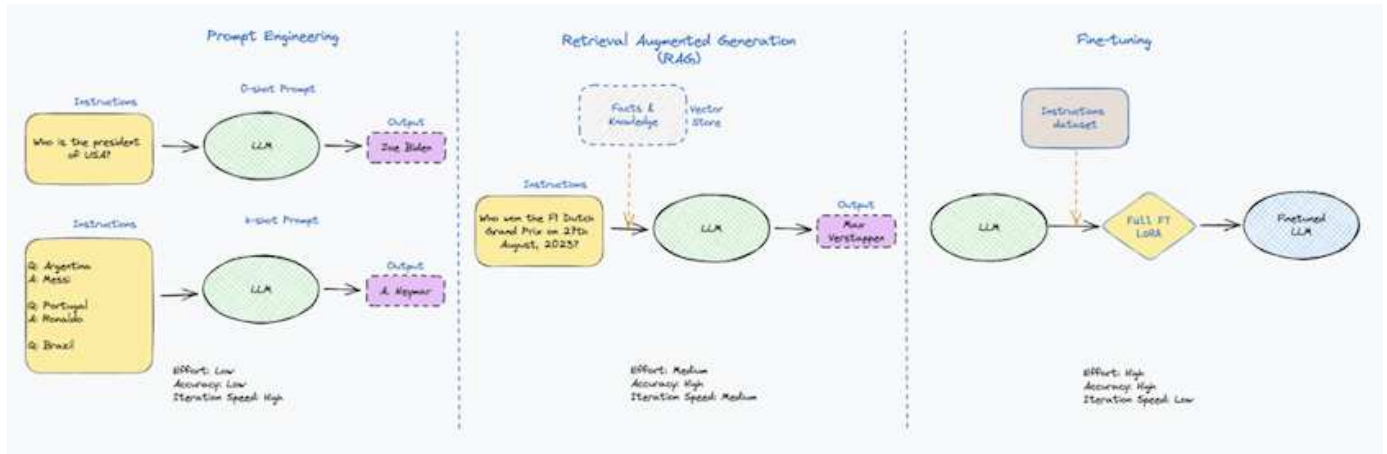 Prompt Engineering
0-shot Prompt
Instructions
Who is the president
of USA?
LLM
Output
Joe Biden
k-shot Prompt
Instructions
Q: Argentina
A: Messi
Q: Portugal
A: Ronaldo
Q: Brazil
LLM
Output
A: Neymar
Effort: Low
Accuracy: Low
Iteration Speed: High
Retrieval Augmented Generation
(RAG)
Facts &
Knowledge
Vector
Store
Instructions
Who won the F1 Dutch
Grand Prix on 27th
August, 2023?
LLM
Output
Max
Verstappen
Effort: Medium
Accuracy: High
Iteration Speed: Medium
Fine-tuning
Instructions
dataset
LLM
Full FT
LoRA
Finetuned
LLM
Effort: High
Accuracy: High
Iteration Speed: Low